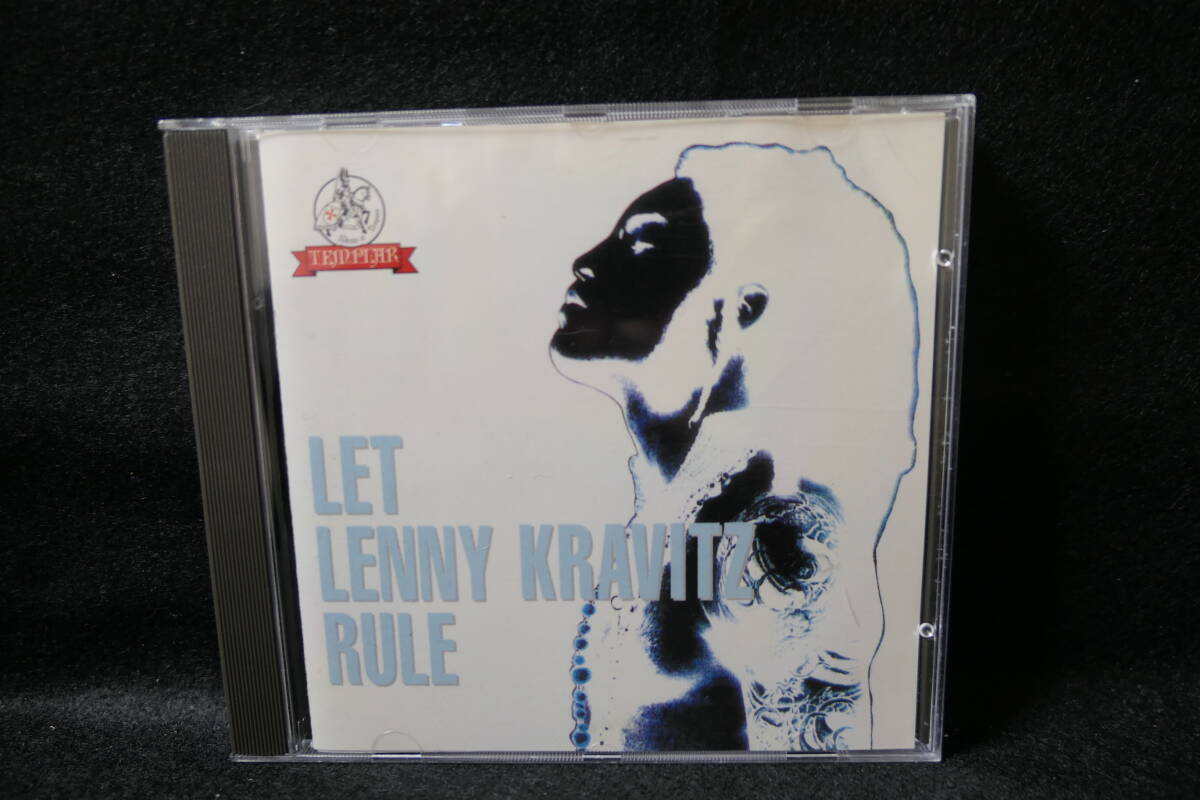 TEMPLAR
LET
LENNY KRAVITZ
RULE